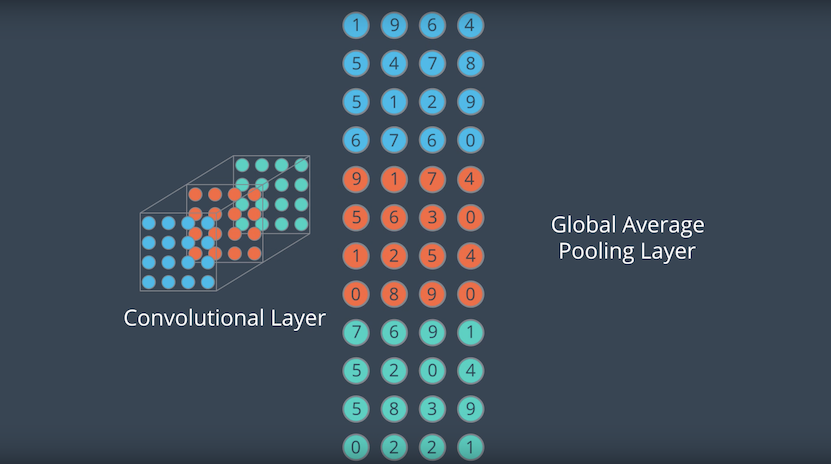 1 9 6 4
5 4 7 8
5 1 2 9
6 7 6 0
9 1 7 4
5 6 3 0
1 2 5 4
0 8 9 0
7 6 9 1
5 2 0 4
5 8 3 9
0 2 2 1
Convolutional Layer
Global Average
Pooling Layer